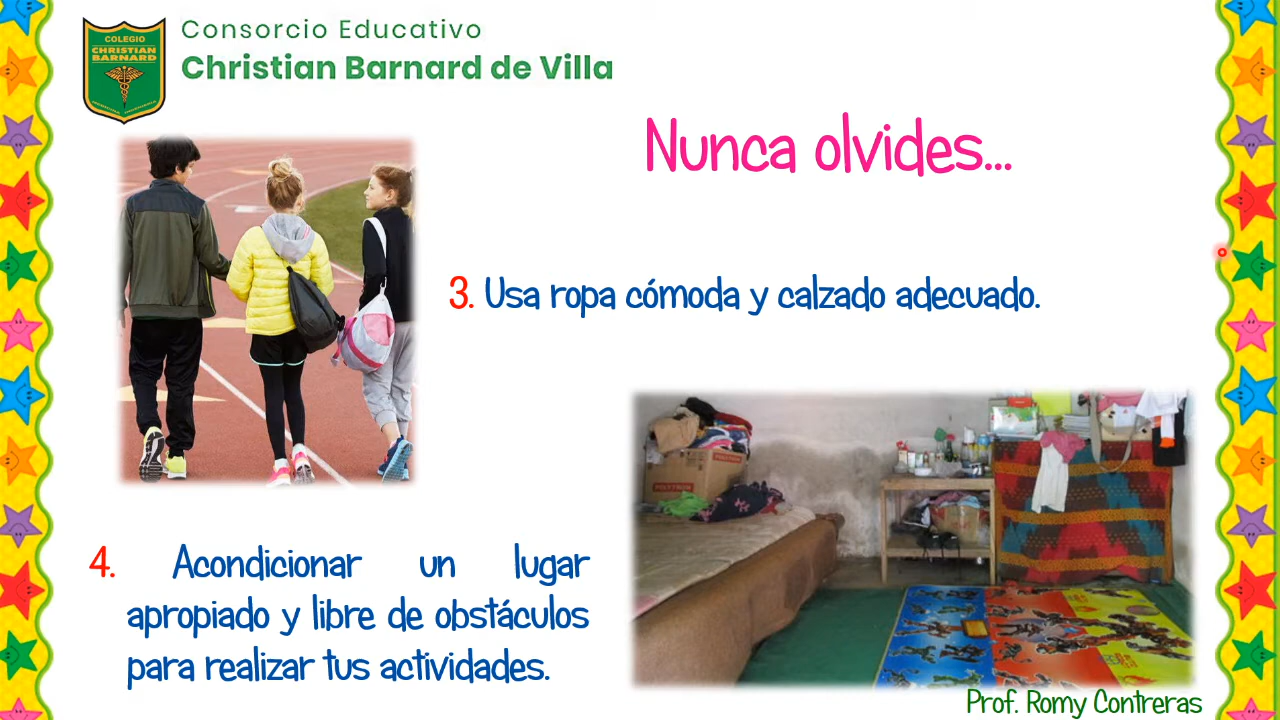 COLEGIO
CHRISTIAN
BARNARD
Consorcio Educativo
Christian Barnard de Villa
Nunca olvides...
3. Usa ropa cómoda y calzado adecuado.
4. Acondicionar un lugar
apropiado y libre de obstáculos
para realizar tus actividades.
Prof. Romy Contreras